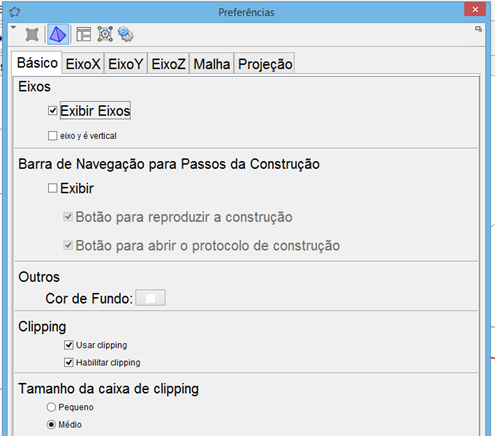 Preferências
Básico EixoX EixoY EixoZ Malha Projeção
Eixos
Exibir Eixos
eixo y é vertical
Barra de Navegação para Passos da Construção
Exibir
Botão para reproduzir a construção
Botão para abrir o protocolo de construção
Outros
Cor de Fundo:
Clipping
Usar clipping
Habilitar clipping
Tamanho da caixa de clipping
Pequeno
Médio